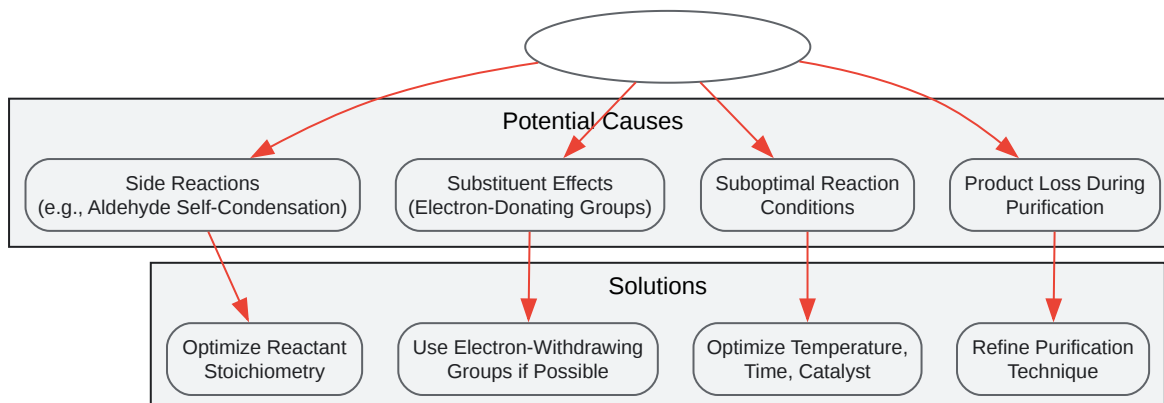 Potential Causes
Side Reactions
(e.g., Aldehyde Self-Condensation)
Substituent Effects
(Electron-Donating Groups)
Suboptimal Reaction
Conditions
Product Loss During
Purification
Solutions
Optimize Reactant
Stoichiometry
Use Electron-Withdrawing
Groups if Possible
Optimize Temperature,
Time, Catalyst
Refine Purification
Technique